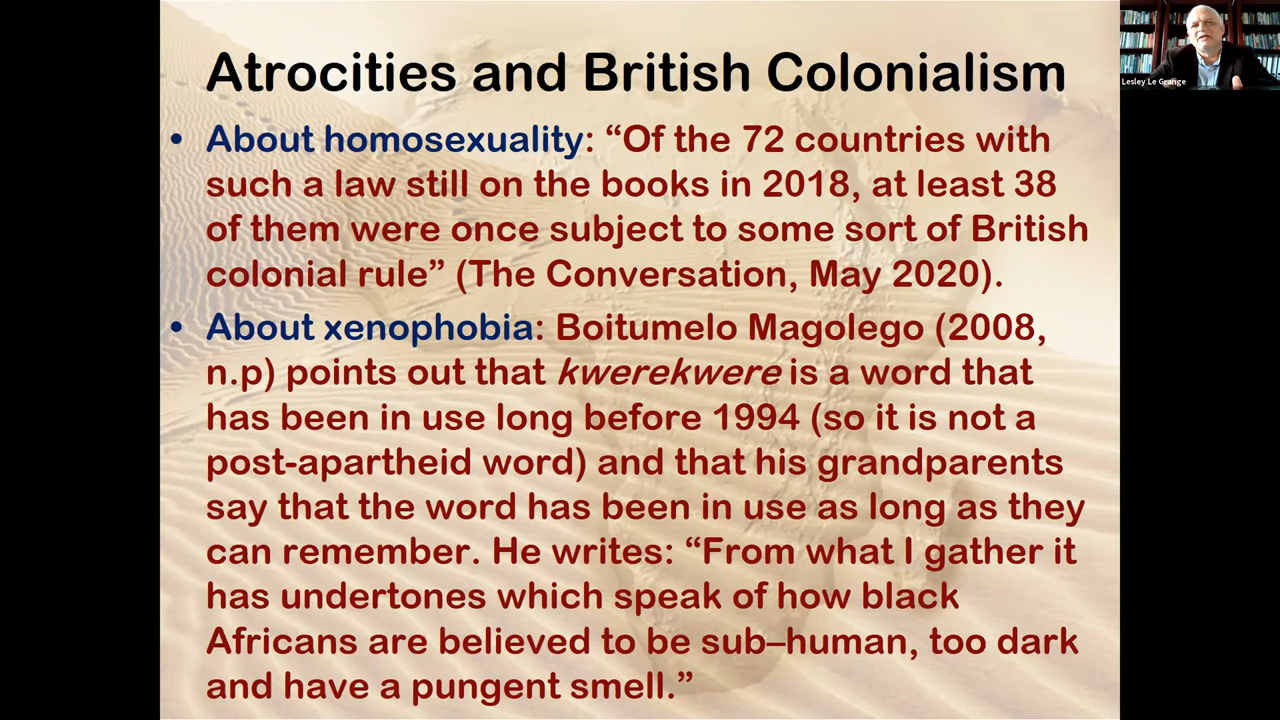 Atrocities and British Colonialism
• About homosexuality: “Of the 72 countries with
such a law still on the books in 2018, at least 38
of them were once subject to some sort of British
colonial rule” (The Conversation, May 2020).
• About xenophobia: Boitumelo Magolego (2008,
n.p) points out that kwerekwere is a word that
has been in use long before 1994 (so it is not a
post-apartheid word) and that his grandparents
say that the word has been in use as long as they
can remember. He writes: “From what I gather it
has undertones which speak of how black
Africans are believed to be sub–human, too dark
and have a pungent smell.”
Lesley Le Grange